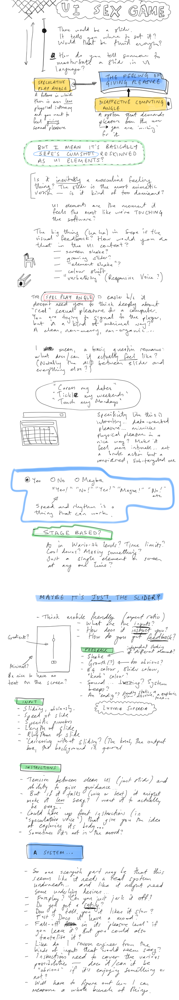 UI SEX GAME
There would be a slider.
It tells you where to set it?
Would that be fluid enough?
How do you tell someone to
masturbate a slider in UI
language?
SPECULATIVE
PLAY ANGLE
THE FEELING OF
GIVING PLEASURE
A future in which
there is even less
physical intimacy
and you want to
feel giving
sexual pleasure
DISAFFECTIVE COMPUTING
ANGLE
A system that demands
pleasure from the user
→ you are 'working'
for it
BUT I MEAN IT'S BASICALLY
SEPE'S CUMSHOT RESKINNED
AS UI ELEMENTS?
Is it inevitably a masculine feeling
thing? The slider is the most mimetic
version — is it kind of too dominant?
UI elements are the moment it
feels the most like we're TOUCHING
the software?
The big thing (ha ha) in Sepe is the
visual feedback? How would you do
that in the UI context?
— screen shake?
— growing slider?
— "element shake"?
— colour shift
— "verbalising" (Responsive Voice?)
THE SPEC PLAY ANGLE is easier b/c it
doesn't need you to think deeply about
"real" sexual pleasure for a computer.
You are trying to signal to the player,
but in a kind of minimal way?
A clean, non-messy, non-organic....
I mean, a basic question remains:
what does/can it actually feel like?
(Notably the diff between slider and
everything else?)
"Caress my dates"
"Tickle my weekends"
"Touch my Mondays"
Specificity like this is
interesting... data-oriented
pleasure... mimicks
physical pleasure in a
nice way? Makes it
feel more intimate... not
a brute action but a
considered, sub-targeted one
Yes No Maybe
"Yes!" "No!" "Yes?" "Maybe!" "No!"
etc
Speed and rhythm is a
thing that can work.
STAGE BASED?
As in Wario-ish levels? Time limits?
Cool downs? Maxing something?
Just a single element on screen
at any one time?
MAYBE IT'S JUST THE SLIDER?
- Think mobile friendly (aspect ratio)
- What are the inputs?
- How does it instruct you?
- How do you get feedback?
Gradients?
Minimal?
Be nice to have no
text on the screen?
FEEDBACK
independent shaking
of different elements?
- Shake
- Growth(?) ← too obvious?
- BG colour, slider colour,
"knob" colour?
- Sound... buzzing? System
beeps?
- An "ending"? Panting static, a
slow dissolve, a euphoric
tone...
LUXURIA SUPERBIA
INPUT
- Sliding, obviously.
- Speed of slide
- Specific numbers
- Length of slide
- Rhythm of slide
- "Carressing without sliding? (The knob, the output
box, the background in general
INSTRUCTIONS
- Tension between clean UI (just slider) and
ability to give guidance...
- But if it talks (voice or text) it might
make it less sexy? I want it to actually
be sexy.
- Could have up front instructions (in
"speculative voice") that give you the idea
of exploring its body...
- Sometimes it's not in the mood?
A SYSTEM...
- So one scaryish part may be that this
seems like it needs a real system
underneath... and like it might need
some underlying desires...
- Foreplay? Can you just jerk it off?
- Do you get a rating?
- Does it tell you it likes it slow?
Fast? Does it have a mood?
- Fall-off in its "pleasure level" if
you leave it? But you could also
tantalise it?
- Like do I reverse engineer from the
kinds of inputs that would seem sexy?
- Instructions need to cover the various
possibilities — does it/can it be
"obvious" if it's enjoying something or
not?
- Will have to figure out how I can
measure a whole bunch of things.